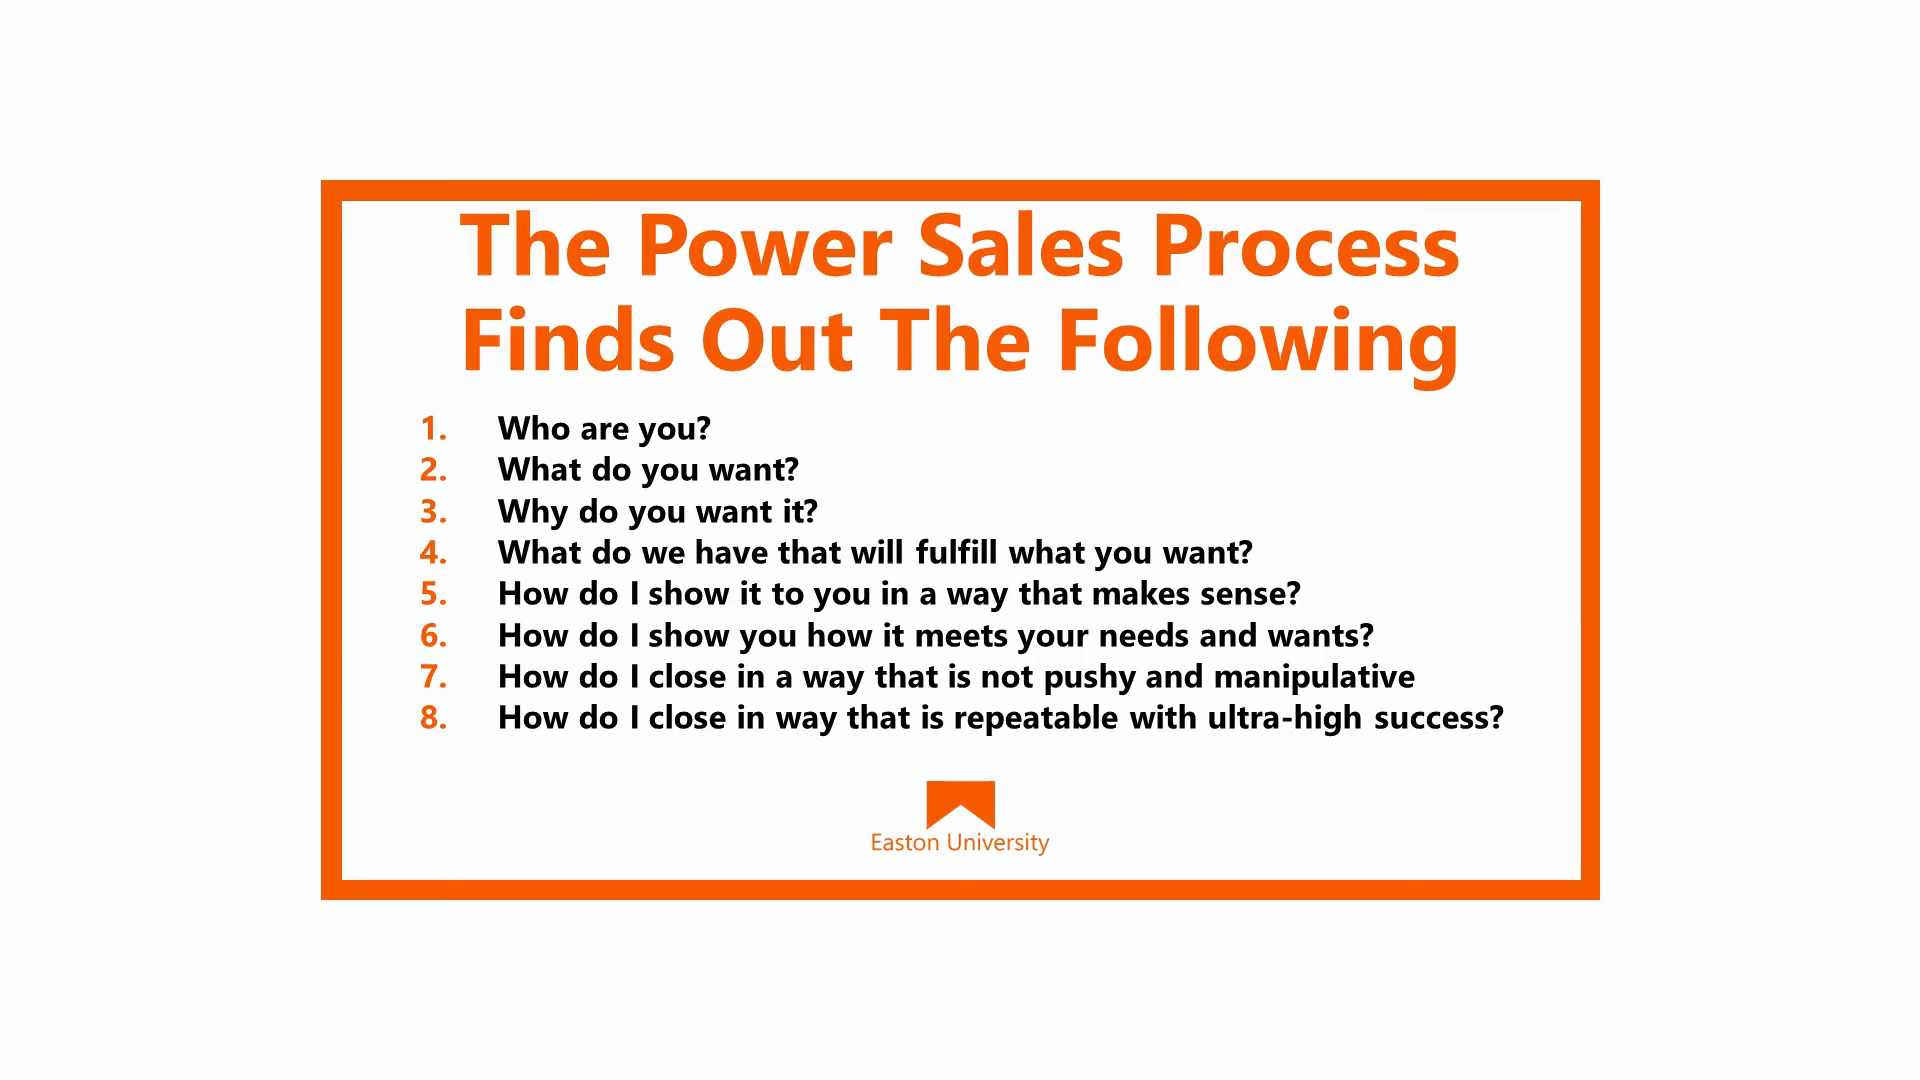 The Power Sales Process
Finds Out The Following
1. Who are you?
2. What do you want?
3. Why do you want it?
4. What do we have that will fulfill what you want?
5. How do I show it to you in a way that makes sense?
6. How do I show you how it meets your needs and wants?
7. How do I close in a way that is not pushy and manipulative
8. How do I close in way that is repeatable with ultra-high success?
Easton University